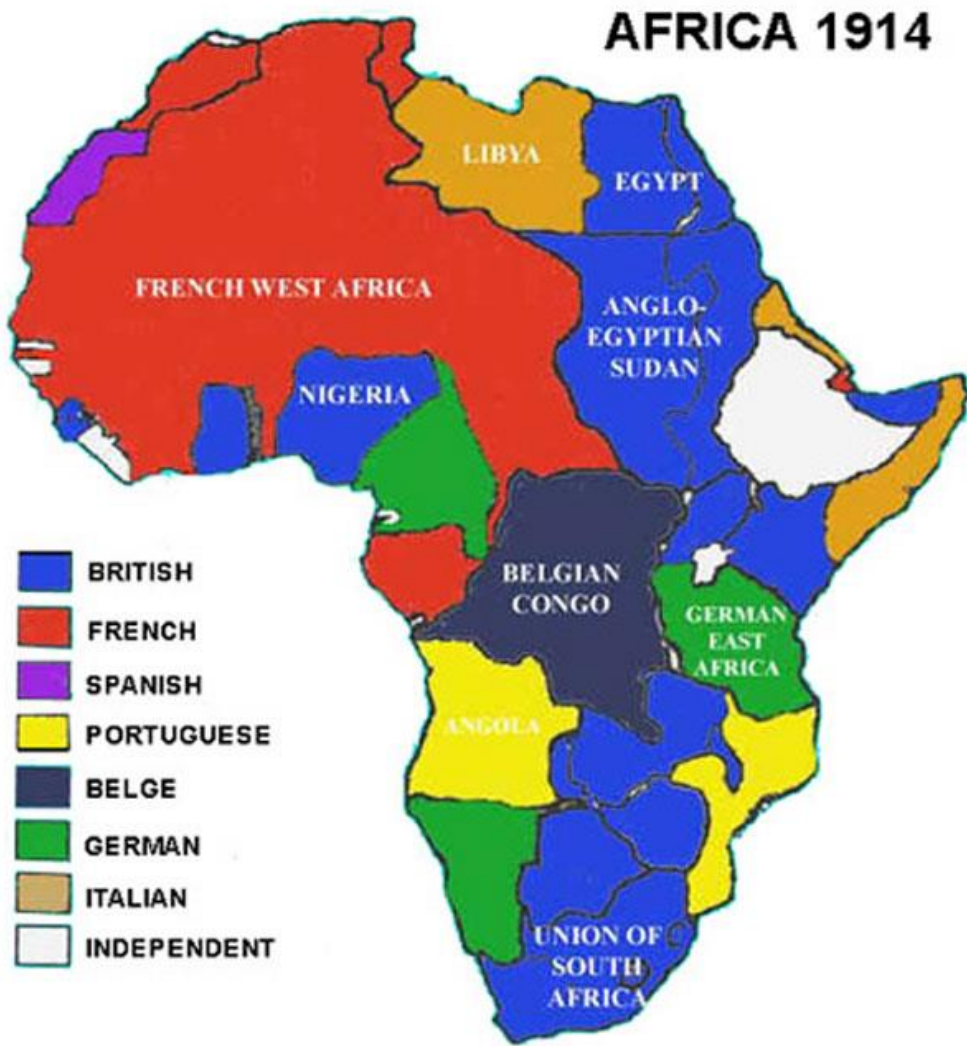 AFRICA 1914
LIBYA
EGYPT
FRENCH WEST AFRICA
ANGLO-
EGYPTIAN
SUDAN
NIGERIA
BELGIAN
CONGO
GERMAN
EAST
AFRICA
ANGOLA
UNION OF
SOUTH
AFRICA
BRITISH
FRENCH
SPANISH
PORTUGUESE
BELGE
GERMAN
ITALIAN
INDEPENDENT